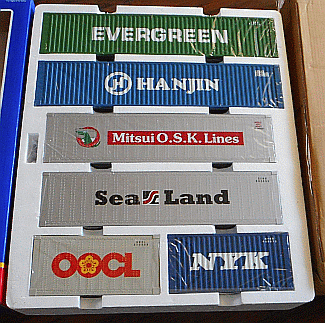 EVERGREEN
HANJIN
Mitsui O.S.K. Lines
Sea Land
OOCL
NYK